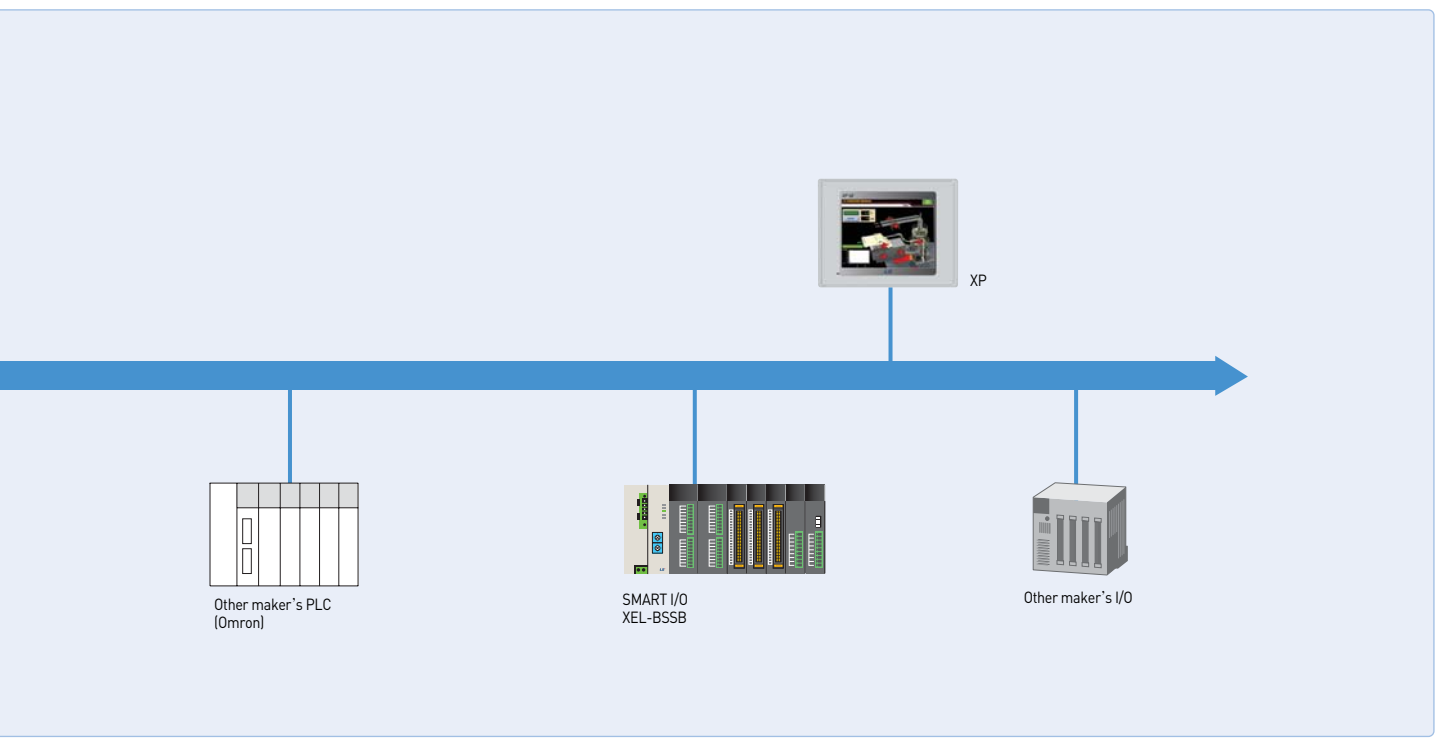 XP
Other maker's PLC
(Omron)
SMART I/O
XEL-BSSB
Other maker's I/O